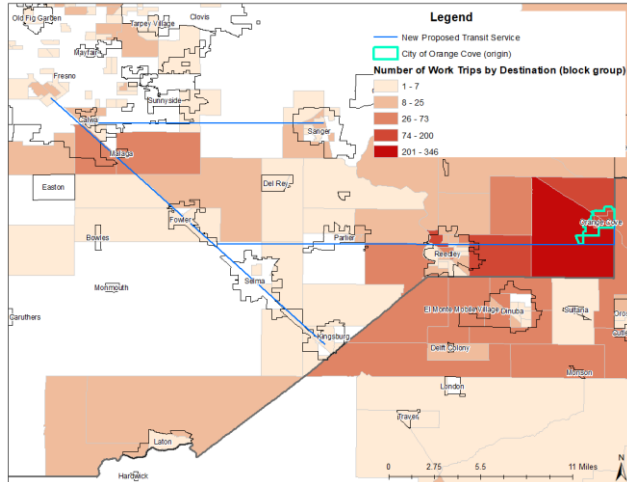 Old Fig Garden
Clovis
Tarpey Village
Mayfair
Fresno
Sunnyside
Calwa
Sanger
Malaga
Easton
Del Rey
Fowler
Bowles
Parlier
Reedley
Orange Cove
Monmouth
Selma
Caruthers
El Monte Mobile Village
Dinuba
Sultana
Kingsburg
Delft Colony
Monson
London
Traver
Laton
Hardwick
Legend
New Proposed Transit Service
City of Orange Cove (origin)
Number of Work Trips by Destination (block group)
1 - 7
8 - 25
26 - 73
74 - 200
201 - 346
0 2.75 5.5 11 Miles
N